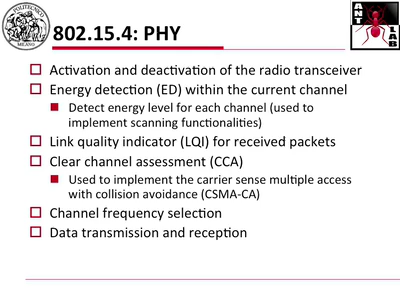 POLITECNICO
MILANO
802.15.4: PHY
ANT
LAB
Activation and deactivation of the radio transceiver
Energy detection (ED) within the current channel
Detect energy level for each channel (used to
implement scanning functionalities)
Link quality indicator (LQI) for received packets
Clear channel assessment (CCA)
Used to implement the carrier sense multiple access
with collision avoidance (CSMA-CA)
Channel frequency selection
Data transmission and reception